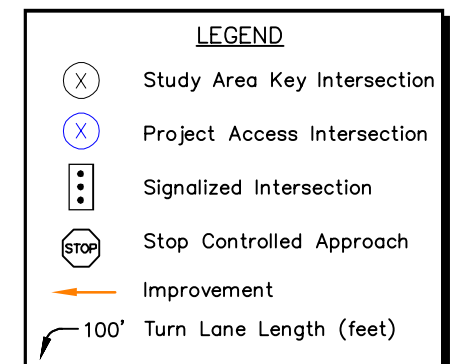 LEGEND
X Study Area Key Intersection
X Project Access Intersection
Signalized Intersection
STOP Stop Controlled Approach
Improvement
100' Turn Lane Length (feet)